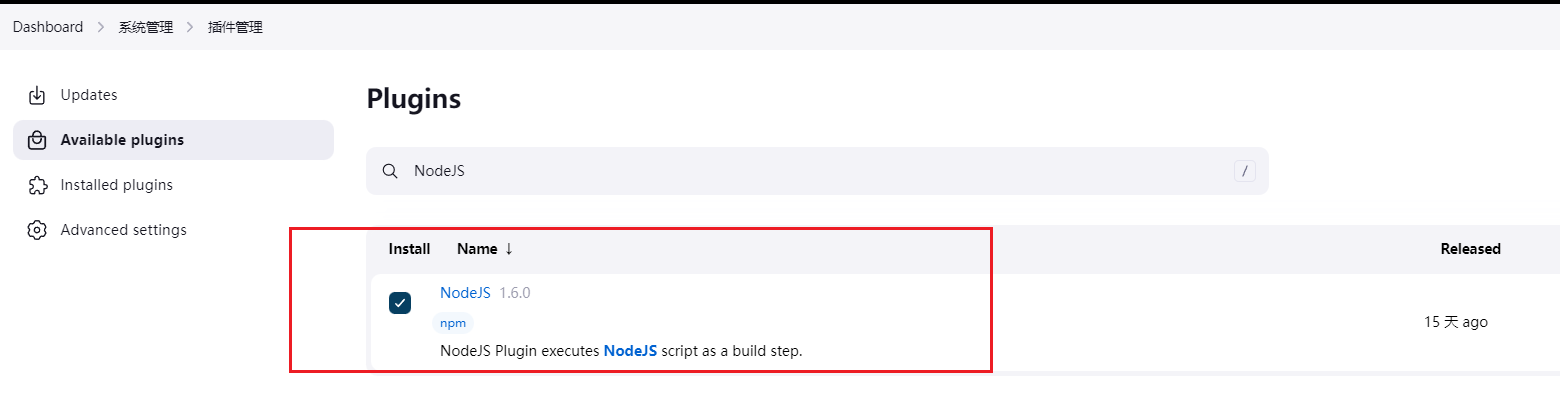 Dashboard > 系统管理 > 插件管理
Updates
Available plugins
Installed plugins
Advanced settings
Plugins
NodeJS /
Install Name ↓ Released
NodeJS 1.6.0
npm
15 天 ago
NodeJS Plugin executes NodeJS script as a build step.